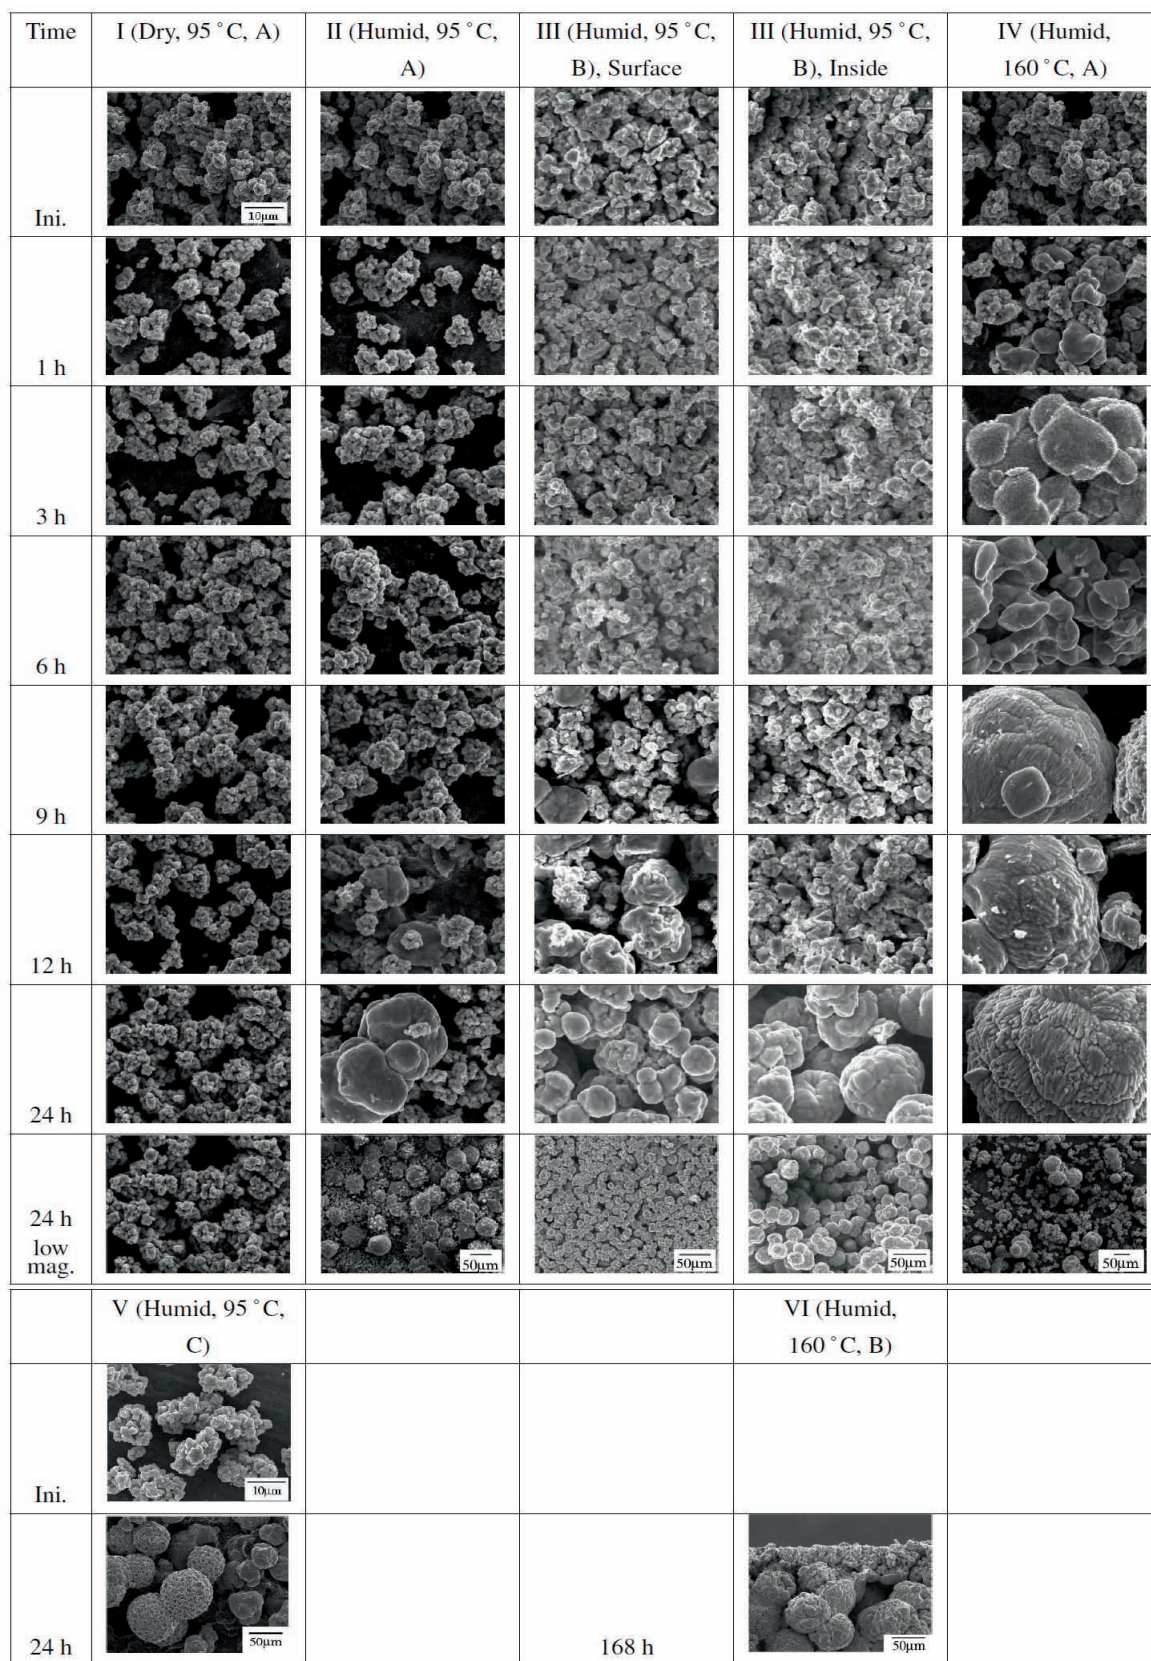 Time
I (Dry, 95 °C, A)
II (Humid, 95 °C,
A)
III (Humid, 95 °C,
B), Surface
III (Humid, 95 °C,
B), Inside
IV (Humid,
160 °C, A)
Ini.
10μm
1 h
3 h
6 h
9 h
12 h
24 h
24 h
low
mag.
50μm
50μm
50μm
50μm
V (Humid, 95 °C,
C)
VI (Humid,
160 °C, B)
Ini.
10μm
24 h
50μm
168 h
50μm